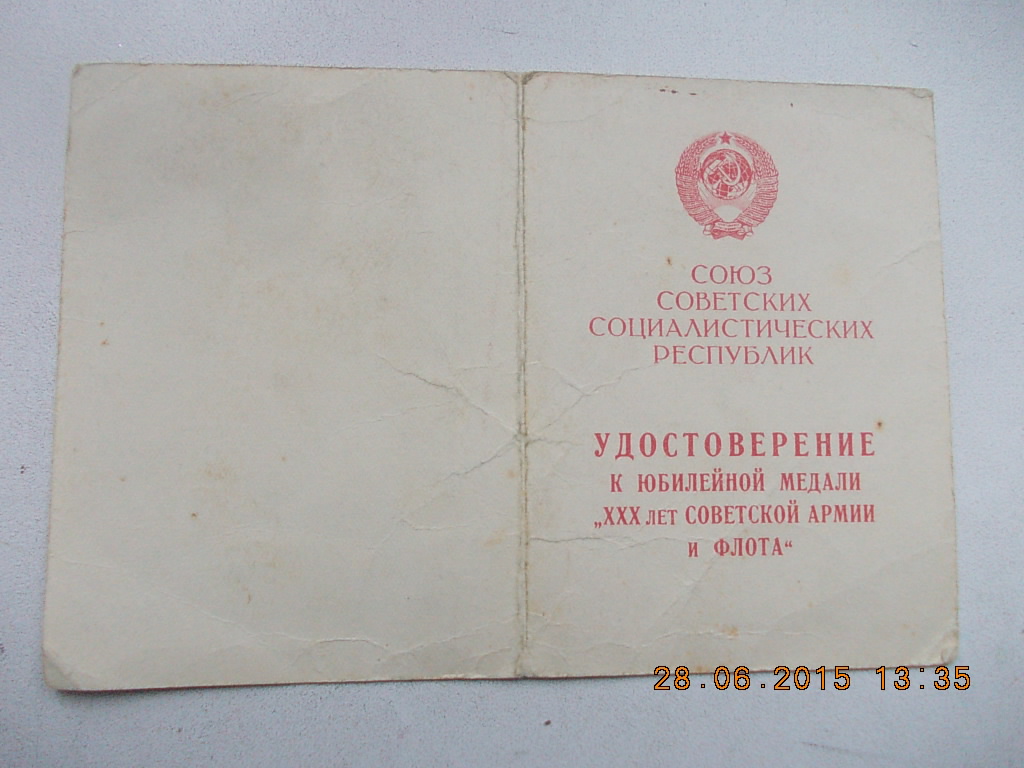 СОЮЗ
СОВЕТСКИХ
СОЦИАЛИСТИЧЕСКИХ
РЕСПУБЛИК
УДОСТОВЕРЕНИЕ
К ЮБИЛЕЙНОЙ МЕДАЛИ
„XXX ЛЕТ СОВЕТСКОЙ АРМИИ
И ФЛОТА“
28.06.2015 13:35